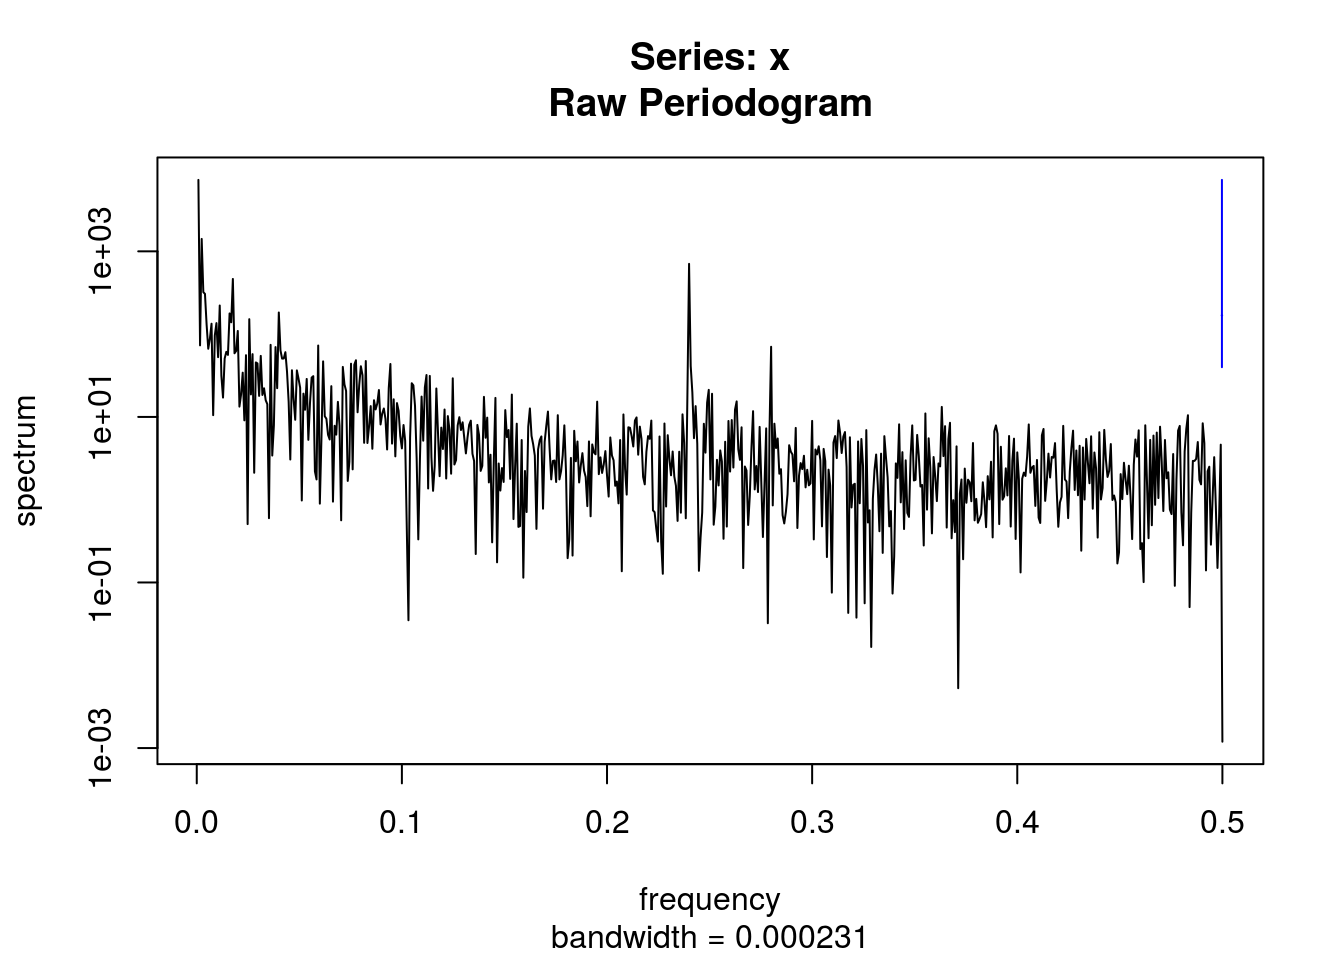 Series: x
Raw Periodogram
spectrum
1e+03
1e+01
1e-01
1e-03
0.0 0.1 0.2 0.3 0.4 0.5
frequency
bandwidth = 0.000231